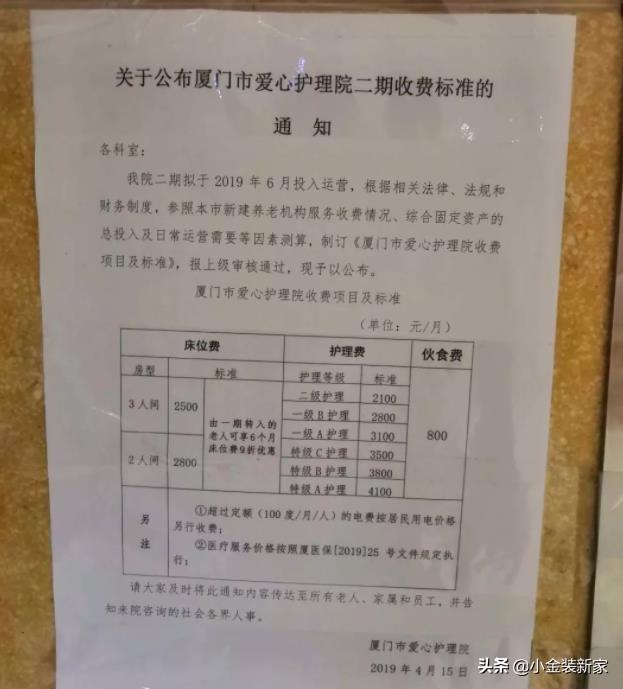 关于公布厦门市爱心护理院二期收费标准的
通 知
各科室：
我院二期拟于 2019 年 6 月投入运营，根据相关法律、法规和
财务制度，参照本市新建养老机构服务收费情况、综合固定资产的
总投入及日常运营需要等因素测算，制订《厦门市爱心护理院收费
项目及标准》，报上级审核通过，现予以公布。
厦门市爱心护理院收费项目及标准
（单位：元/月）
床位费 护理费 伙食费
房型 标准 护理等级 标准
3 人间 2500
2 人间 2800
由一期转入的
老人可享6个月
床位费9折优惠
二级护理 2100
一级 B 护理 2800
一级 A 护理 3100
特级 C 护理 3500
特级 B 护理 3800
特级 A 护理 4100
800
另注
①超过定额（100 度/月/人）的电费按居民用电价格
另行收费；
②医疗服务价格按照厦医保[2019]25 号文件规定执
行；
请大家及时将此通知内容传达至所有老人、家属和员工，并告
知来院咨询的社会各界人事。
厦门市爱心护理院
2019 年 4 月 15 日
头条 @小金装新家